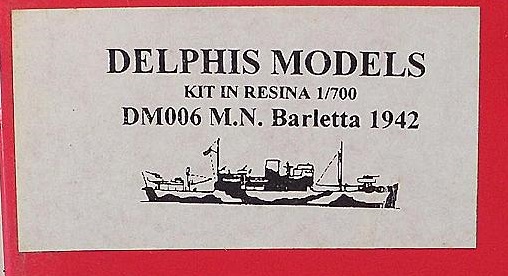 DELPHIS MODELS
KIT IN RESINA 1/700
DM006 M.N. Barletta 1942